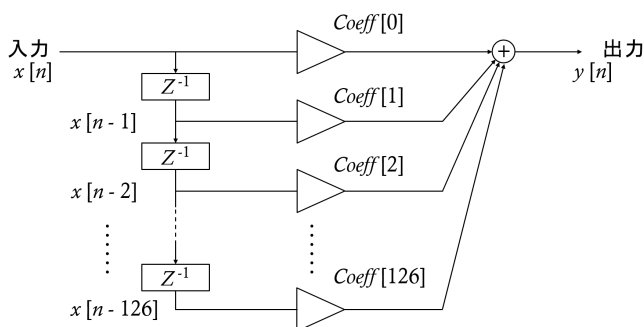 Coeff [0]
入力
x [n]
+
出力
y [n]
Z-1
Coeff [1]
x [n - 1]
Z-1
Coeff [2]
x [n - 2]
Z-1
Coeff [126]
x [n - 126]